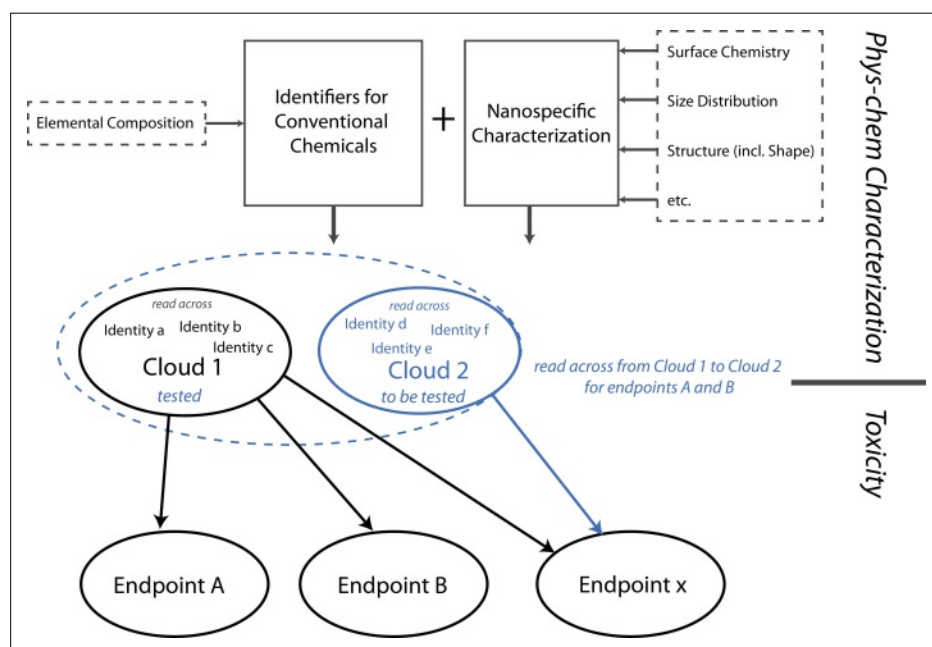 Elemental Composition
Identifiers for
Conventional
Chemicals
+
Nanospecific
Characterization
Surface Chemistry
Size Distribution
Structure (incl. Shape)
etc.
Phys-chem Characterization
read across
Identity a
Identity b
Identity c
Cloud 1
tested
read across
Identity d
Identity f
Identity e
Cloud 2
to be tested
read across from Cloud 1 to Cloud 2
for endpoints A and B
Toxicity
Endpoint A
Endpoint B
Endpoint x